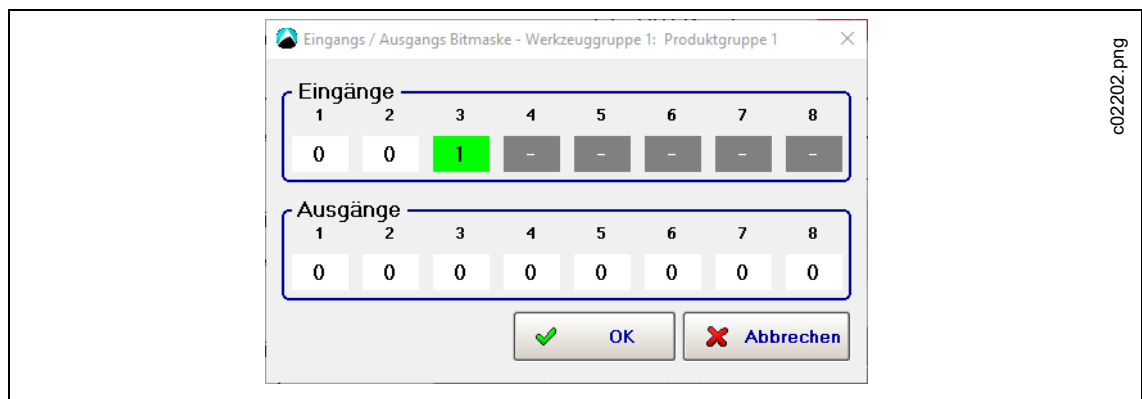 Eingangs / Ausgangs Bitmaske - Werkzeuggruppe 1: Produktgruppe 1
Eingänge
1 2 3 4 5 6 7 8
0 0 1 - - - - -
Ausgänge
1 2 3 4 5 6 7 8
0 0 0 0 0 0 0 0
OK Abbrechen
c02202.png